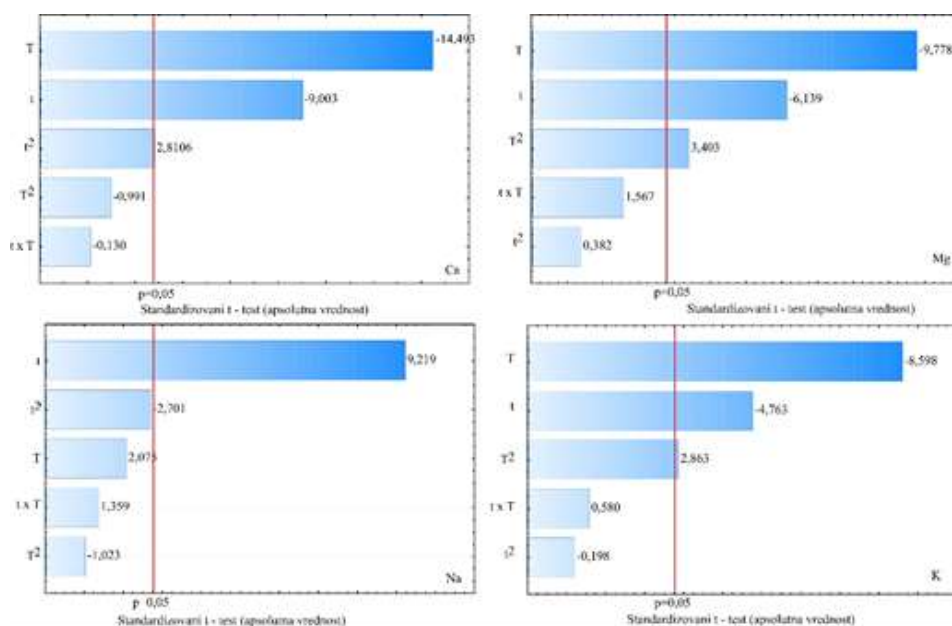 T
-14,493
t
-9,003
t2
2,8106
T2
-0,991
t x T
-0,130
Ca
p=0,05
Standardizovani t - test (apsolutna vrednost)
T
-9,778
t
-6,139
T2
3,403
t x T
1,567
t2
0,382
Mg
p=0,05
Standardizovani t - test (apsolutna vrednost)
t
9,219
t2
-2,701
T
2,075
t x T
1,359
T2
-1,023
Na
p 0,05
Standardizovani t - test (apsolutna vrednost)
T
-8,598
t
-4,763
T2
2,863
t x T
0,580
t2
-0,198
K
p=0,05
Standardizovani t - test (apsolutna vrednost)